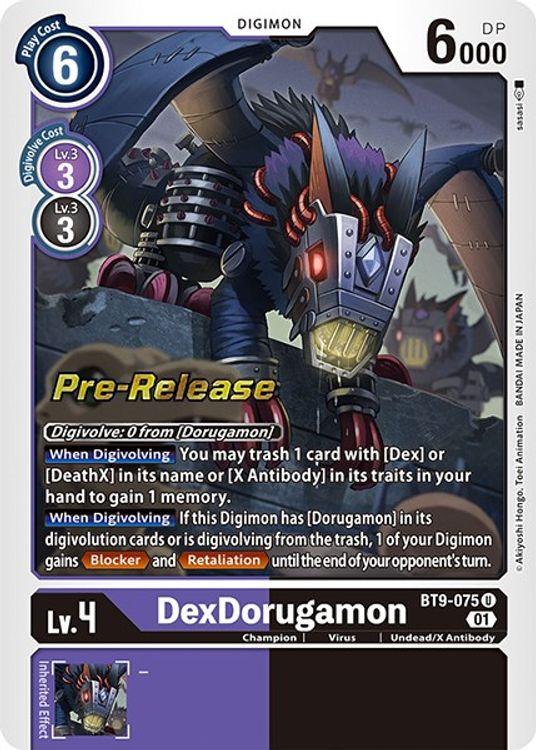 Play Cost
6
DIGIMON
DP
6000
Digivolve Cost
Lv.3
3
Lv.3
3
sasasi
© Akiyoshi Hongo, Toei Animation BANDAI MADE IN JAPAN
Pre-Release
Digivolve: 0 from [Dorugamon]
When Digivolving You may trash 1 card with [Dex] or
[DeathX] in its name or [X Antibody] in its traits in your
hand to gain 1 memory.
When Digivolving If this Digimon has [Dorugamon] in its
digivolution cards or is digivolving from the trash, 1 of your Digimon
gains Blocker and Retaliation until the end of your opponent's turn.
Lv.4
DexDorugamon
BT9-075 U
01
Champion | Virus | Undead/X Antibody
Inherited Effect
–